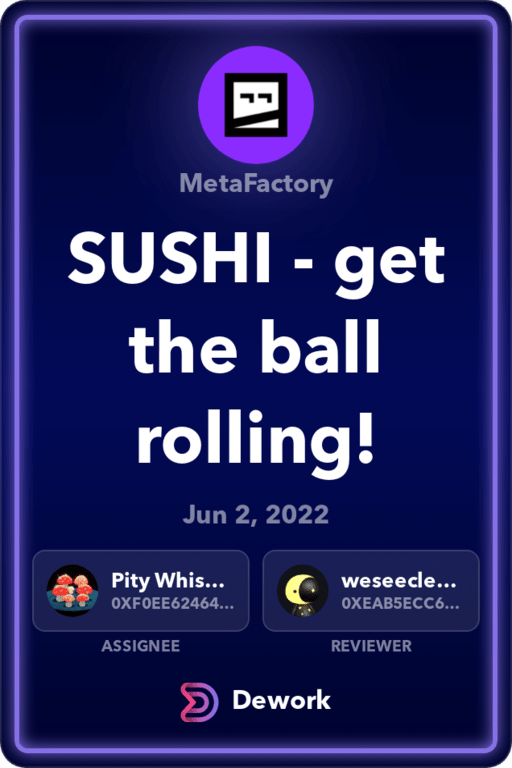 MetaFactory
SUSHI - get
the ball
rolling!
Jun 2, 2022
Pity Whis...
0XF0EE62464...
ASSIGNEE
weseecle...
0XEAB5ECC6...
REVIEWER
Dework